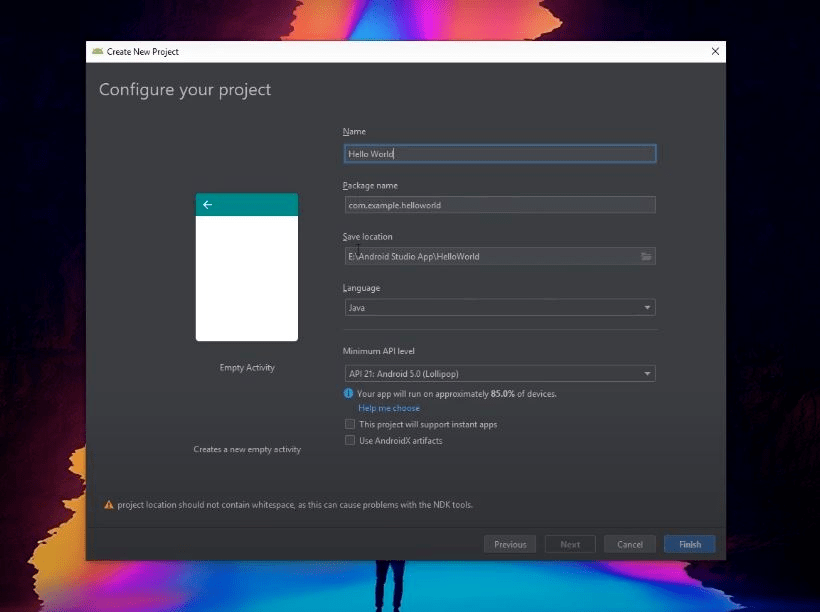 Create New Project
Configure your project
Name
Hello World
Package name
com.example.helloworld
Save location
E:\Android Studio App\HelloWorld
Language
Java
Minimum API level
API 21: Android 5.0 (Lollipop)
Your app will run on approximately 85.0% of devices.
Help me choose
This project will support instant apps
Use AndroidX artifacts
Empty Activity
Creates a new empty activity
project location should not contain whitespace, as this can cause problems with the NDK tools.
Previous
Next
Cancel
Finish